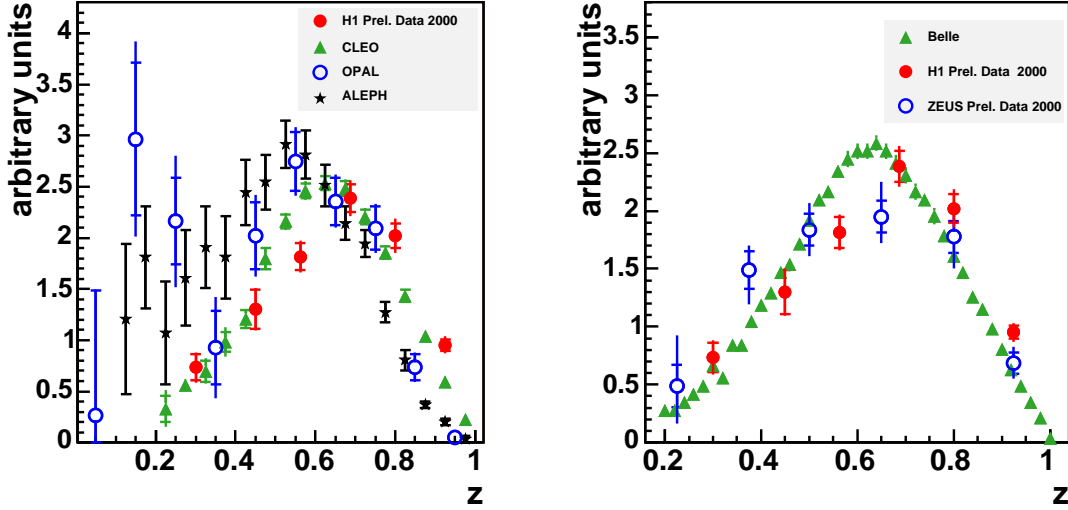 arbitrary units
4
3.5
3
2.5
2
1.5
1
0.5
0
H1 Prel. Data 2000
CLEO
OPAL
ALEPH
0.2
0.4
0.6
0.8
1
z
arbitrary units
3.5
3
2.5
2
1.5
1
0.5
0
Belle
H1 Prel. Data 2000
ZEUS Prel. Data 2000
0.2
0.4
0.6
0.8
1
z